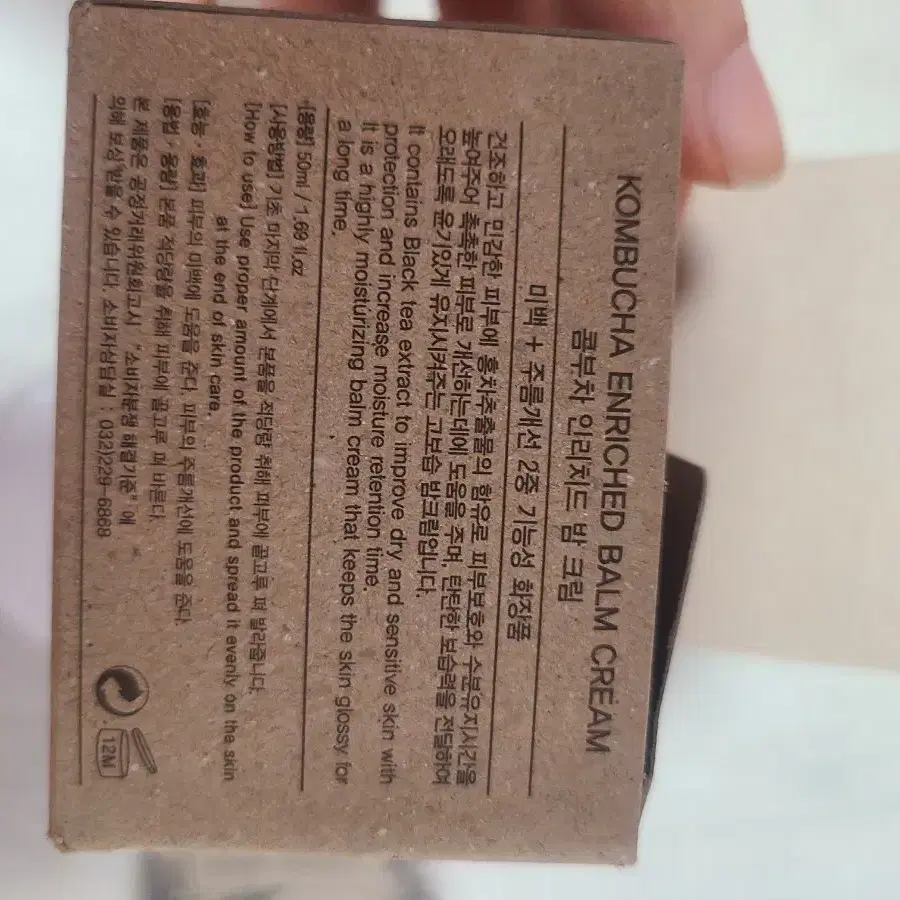 KOMBUCHA ENRICHED BALM CREAM
콤부차 인리치드 밤 크림
미백 + 주름개선 2중 기능성 화장품
건조하고 민감한 피부에 홍차추출물의 함유로 피부보호와 수분유지시간을
높여주어 촉촉한 피부로 개선하는데에 도움을 주며, 탄탄한 보습력을 전달하여
오래도록 윤기있게 유지시켜주는 고보습 밤크림입니다.
It contains Black tea extract to improve dry and sensitive skin with
protection and increase moisture retention time.
It is a highly moisturizing balm cream that keeps the skin glossy for
a long time.
[용량] 50ml / 1.69 fl.oz
[사용방법] 기초 마지막 단계에서 본품을 적당량 취해 피부에 골고루 펴 발라줍니다.
[How to use] Use proper amount of the product and spread it evenly on the skin
at the end of skin care.
[효능 · 효과] 피부의 미백에 도움을 준다. 피부의 주름개선에 도움을 준다.
[용법 · 용량] 본품 적당량을 취해 피부에 골고루 펴 바른다.
본 제품은 공정거래위원회고시 "소비자분쟁 해결기준"에
의해 보상 받을 수 있습니다. 소비자상담실 : 032)229-6868
12M